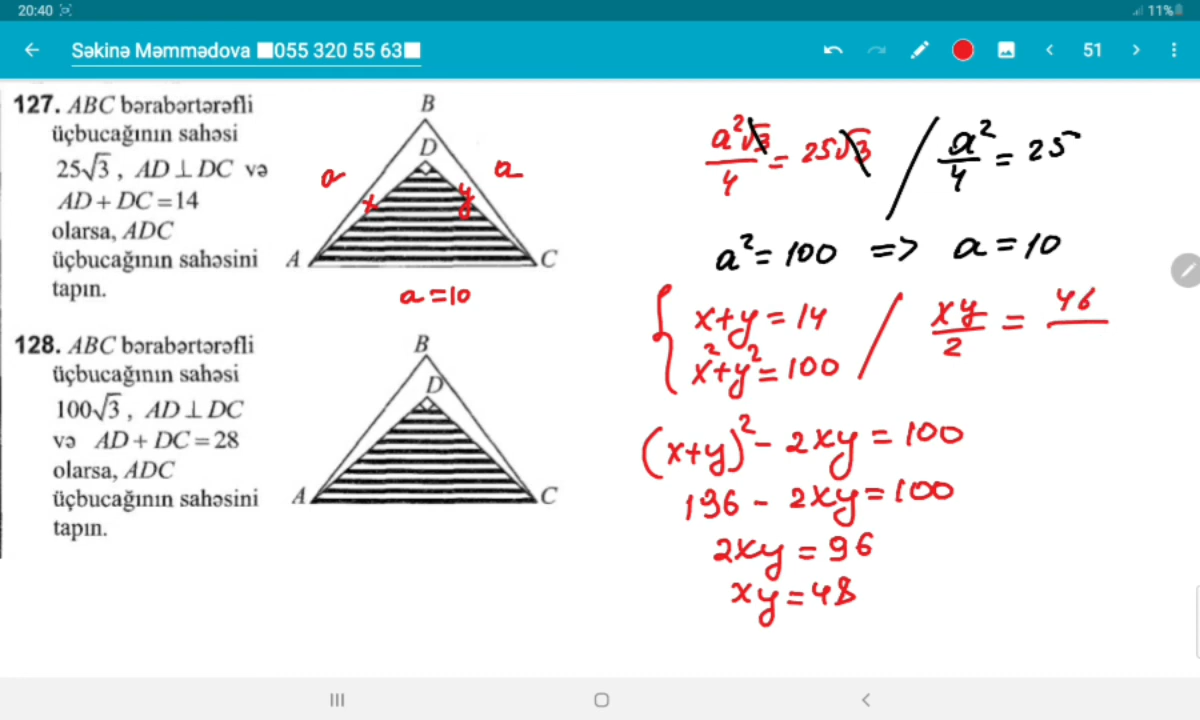 20:40
11%
Səkinə Məmmədova 055 320 55 63
51
127. ABC bərabərtərəfli
üçbucağının sahəsi
25√3, AD ⊥ DC və
AD + DC = 14
olarsa, ADC
üçbucağının sahəsini
tapın.
B
D
a
a
x
y
A
C
a = 10
128. ABC bərabərtərəfli
üçbucağının sahəsi
100√3, AD ⊥ DC
və AD + DC = 28
olarsa, ADC
üçbucağının sahəsini
tapın.
B
D
A
C
a²√3/4 = 25√3 / a²/4 = 25
a² = 100 => a = 10
x+y = 14 / xy/2 = 46
x²+y² = 100
(x+y)² - 2xy = 100
196 - 2xy = 100
2xy = 96
xy = 48